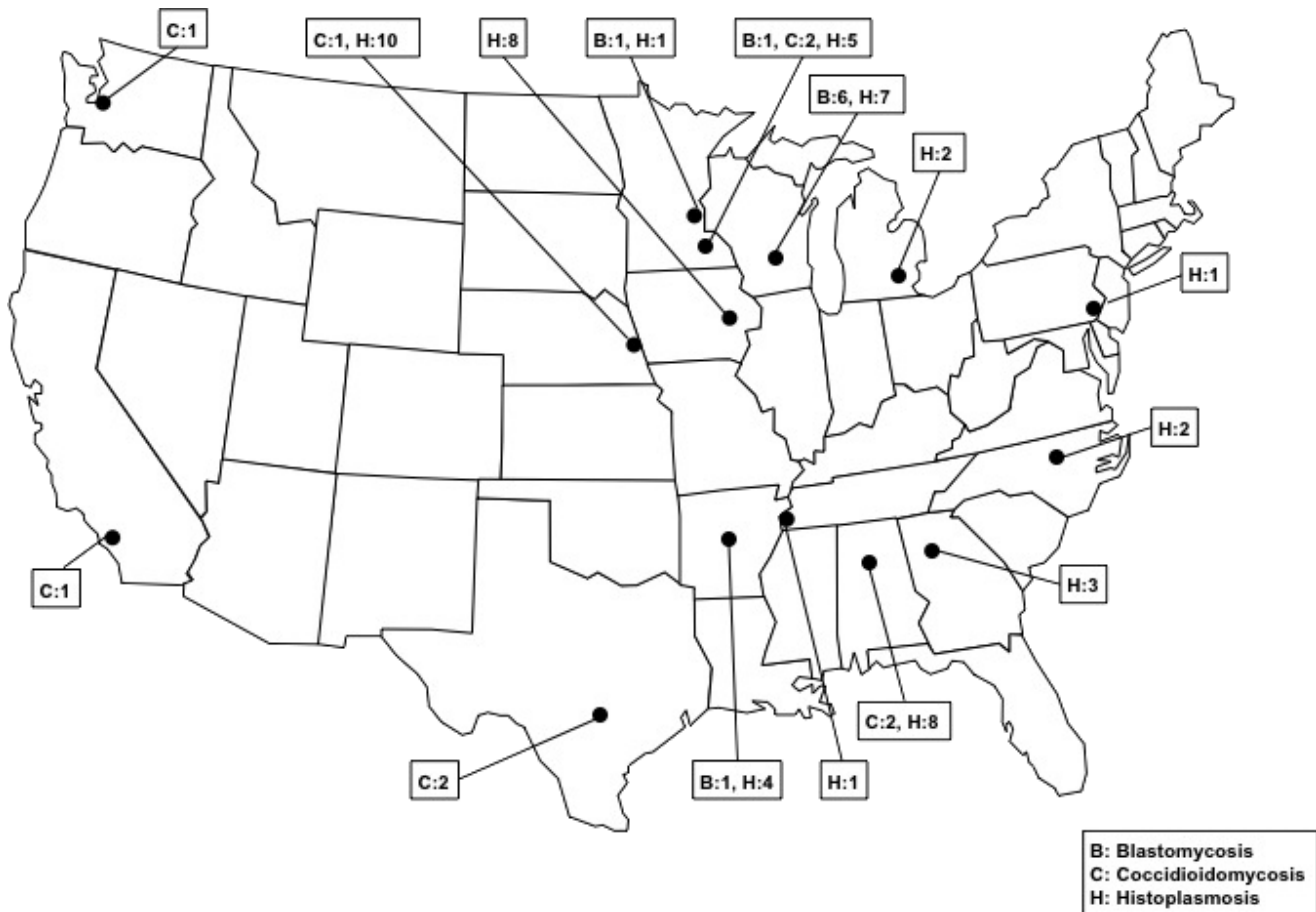 C:1
C:1, H:10
H:8
B:1, H:1
B:1, C:2, H:5
B:6, H:7
H:2
H:1
H:2
C:1
H:3
C:2, H:8
C:2
B:1, H:4
H:1
B: Blastomycosis
C: Coccidioidomycosis
H: Histoplasmosis